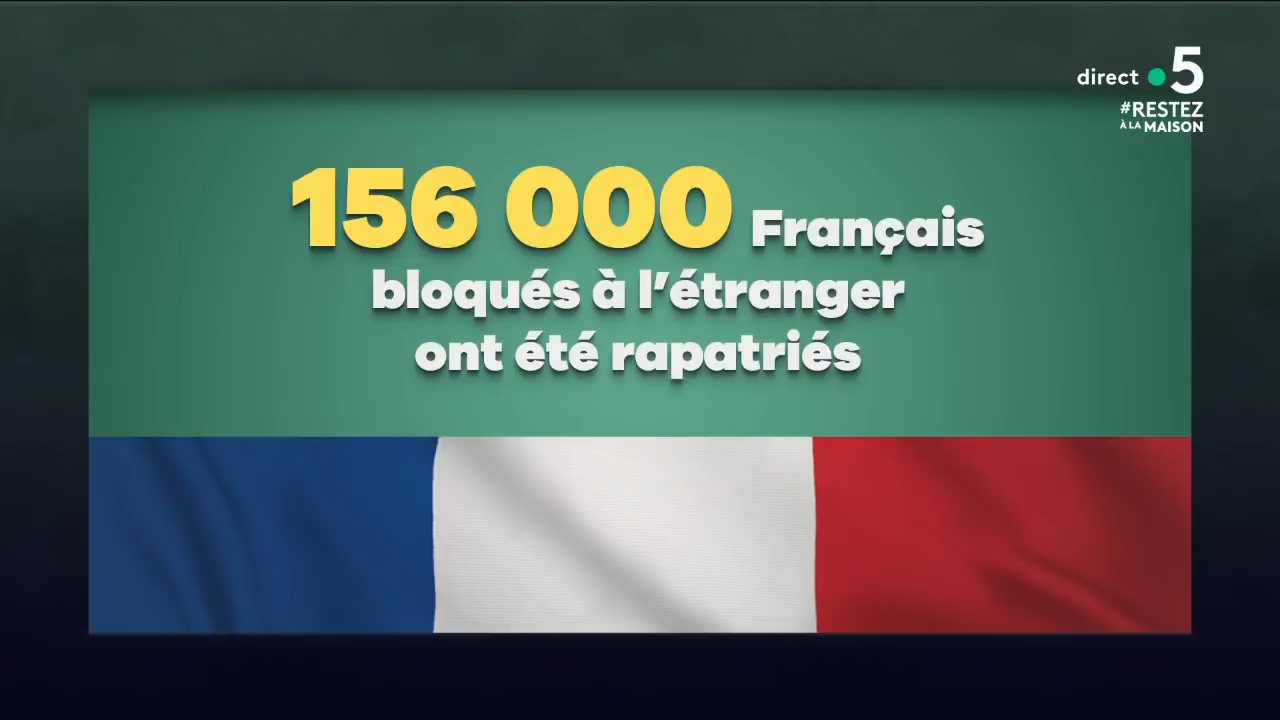 direct 5
#RESTEZ
À LA MAISON
156 000 Français
bloqués à l'étranger
ont été rapatriés